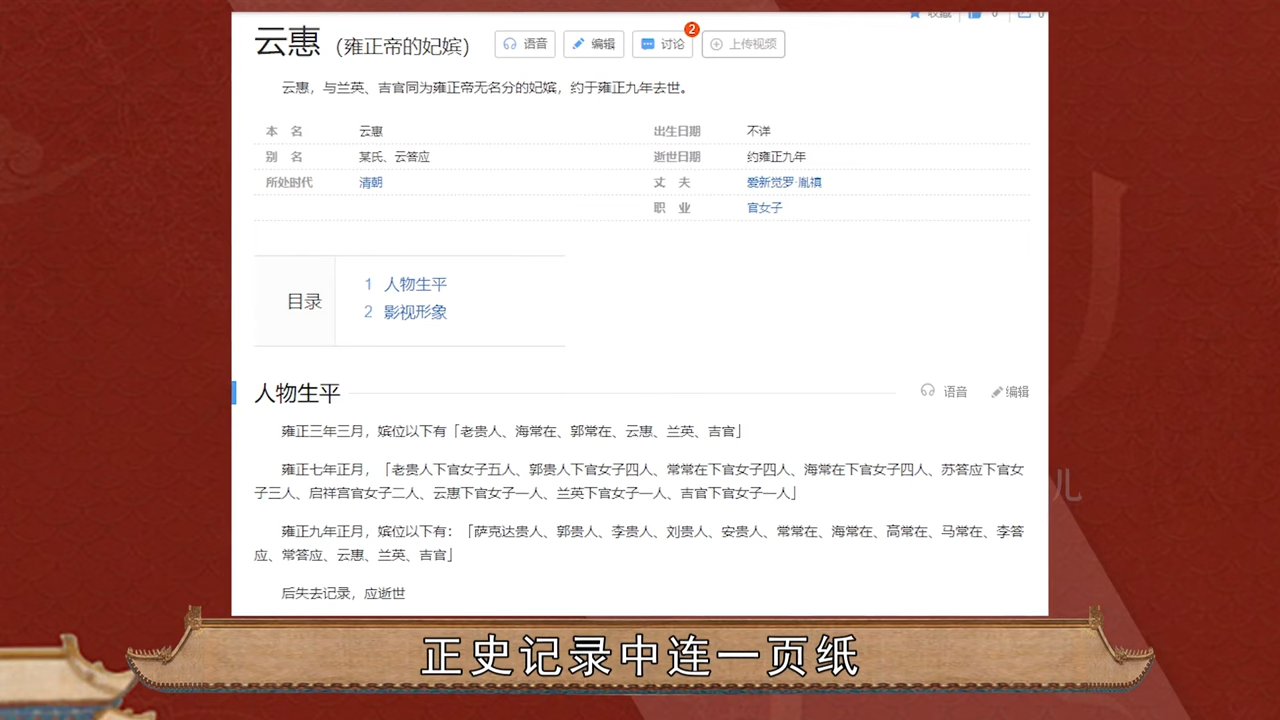 收藏 0 0
云惠 (雍正帝的妃嫔) 语音 编辑 讨论 2 上传视频
云惠，与兰英、吉官同为雍正帝无名分的妃嫔，约于雍正九年去世。
本 名 云惠 出生日期 不详
别 名 某氏、云答应 逝世日期 约雍正九年
所处时代 清朝 丈 夫 爱新觉罗·胤禛
职 业 官女子
目录
1 人物生平
2 影视形象
人物生平 语音 编辑
雍正三年三月，嫔位以下有「老贵人、海常在、郭常在、云惠、兰英、吉官」
雍正七年正月，「老贵人下官女子五人、郭贵人下官女子四人、常常在下官女子四人、海常在下官女子四人、苏答应下官女
子三人、启祥宫官女子二人、云惠下官女子一人、兰英下官女子一人、吉官下官女子一人」
雍正九年正月，嫔位以下有：「萨克达贵人、郭贵人、李贵人、刘贵人、安贵人、常常在、海常在、高常在、马常在、李答
应、常答应、云惠、兰英、吉官」
后失去记录，应逝世
儿
正史记录中连一页纸